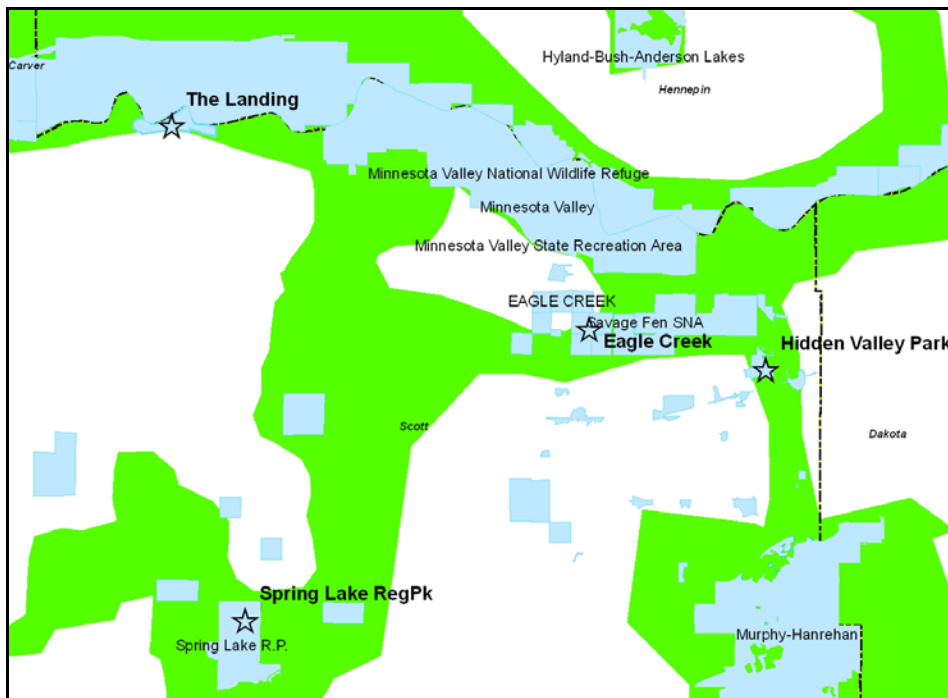 Hyland-Bush-Anderson Lakes
Carver
Hennepin
The Landing
Minnesota Valley National Wildlife Refuge
Minnesota Valley
Minnesota Valley State Recreation Area
EAGLE CREEK
Savage Fen SNA
Eagle Creek
Hidden Valley Park
Scott
Dakota
Spring Lake RegPk
Murphy-Hanrehan
Spring Lake R.P.